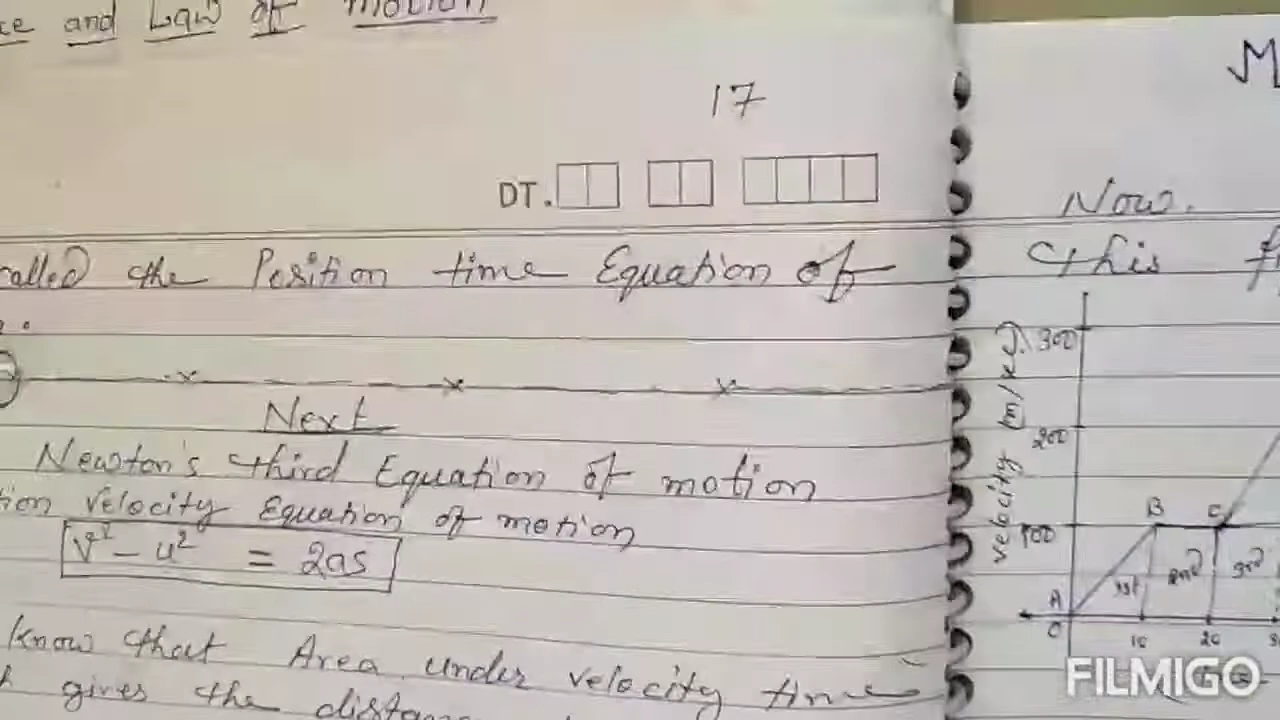 and Law of motion
17
DT.
called the Position time Equation of
Next
Newton's third Equation of motion
tion velocity Equation of motion
v² - u² = 2as
know that Area under velocity time
gives the distan
M
Now.
this
velocity (m/s)
300
200
100
A
B
C
O
1st
2nd
3rd
10
20
FILMIGO